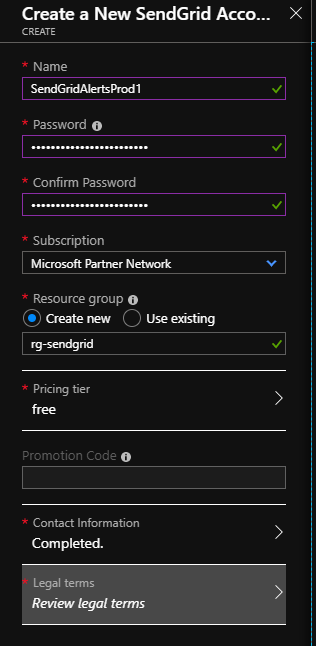 Create a New SendGrid Acco...
CREATE
* Name
SendGridAlertsProd1
* Password
•••••••••••••••••••••••
* Confirm Password
•••••••••••••••••••••••
* Subscription
Microsoft Partner Network
* Resource group
Create new Use existing
rg-sendgrid
* Pricing tier
free
Promotion Code
* Contact Information
Completed.
* Legal terms
Review legal terms